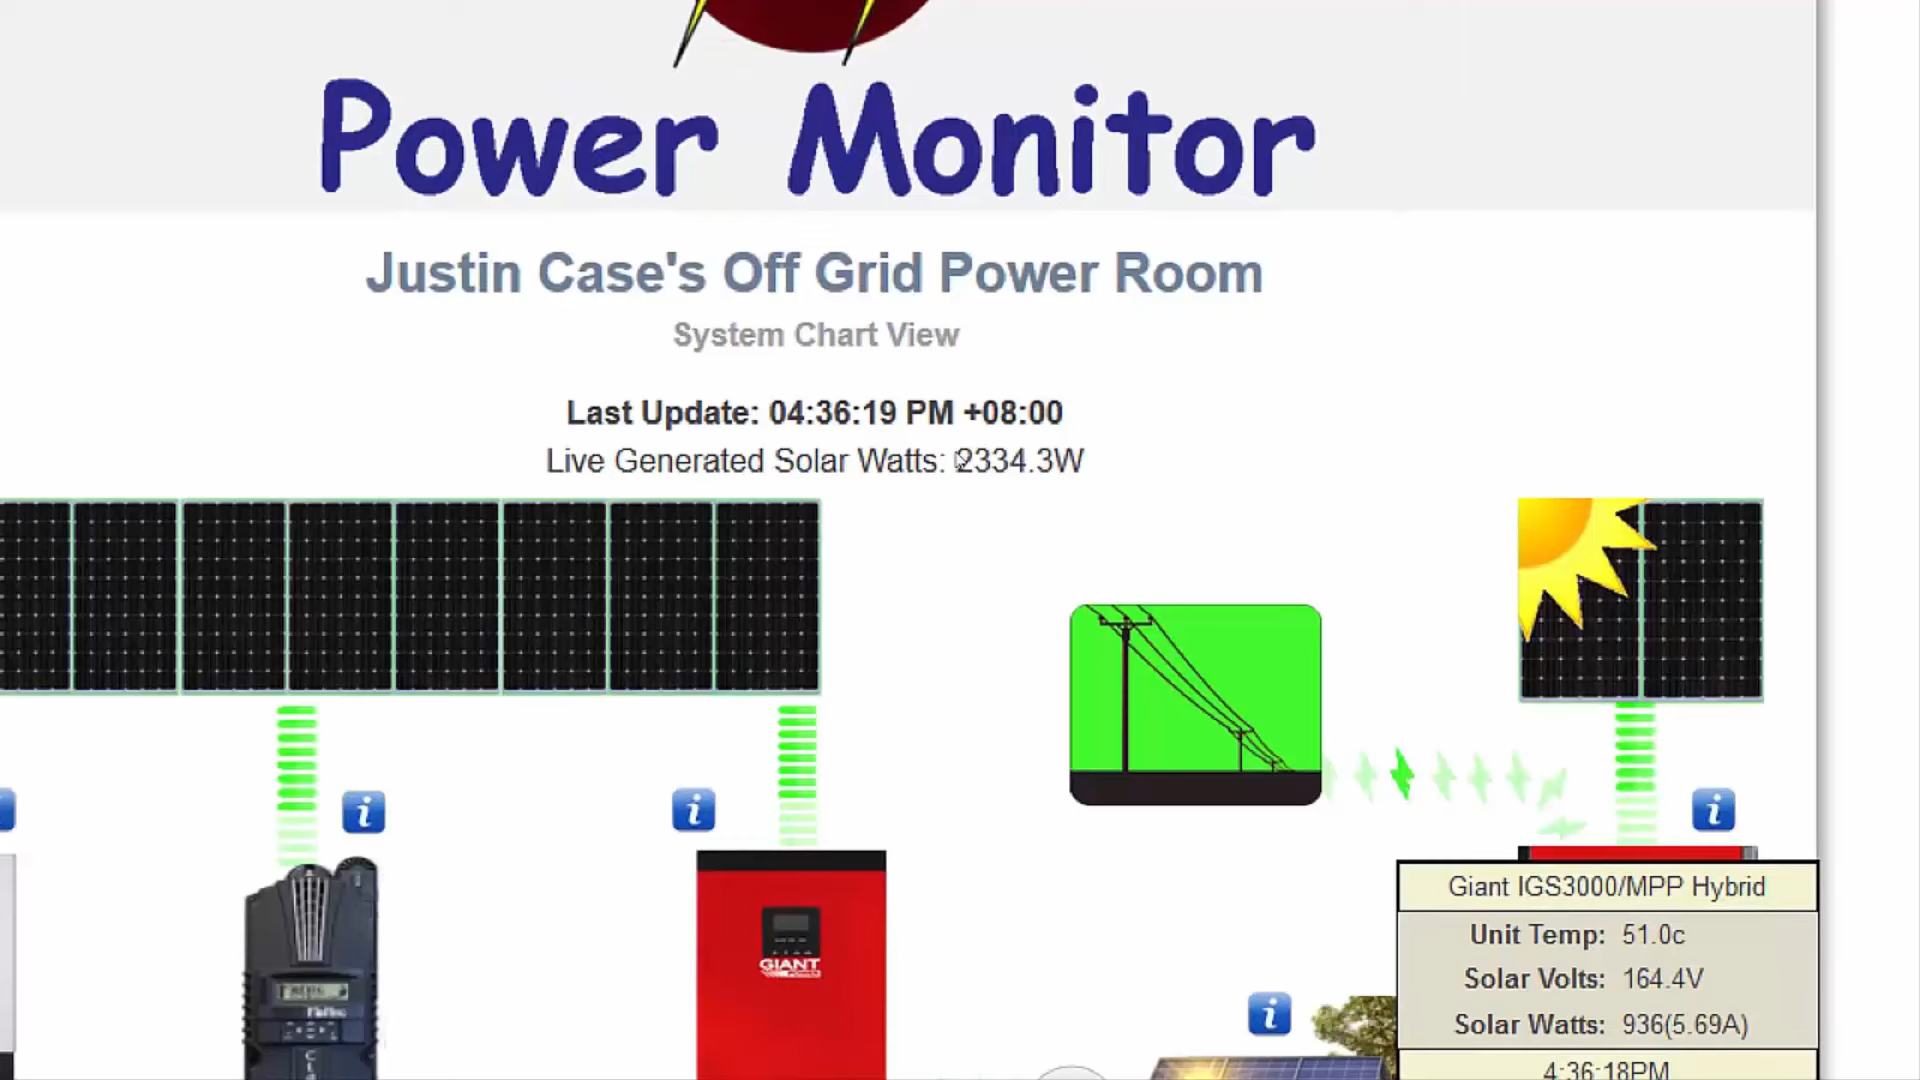 Power Monitor
Justin Case's Off Grid Power Room
System Chart View
Last Update: 04:36:19 PM +08:00
Live Generated Solar Watts: 2334.3W
Giant IGS3000/MPP Hybrid
Unit Temp: 51.0c
Solar Volts: 164.4V
Solar Watts: 936(5.69A)
4:36:18PM
GIANT